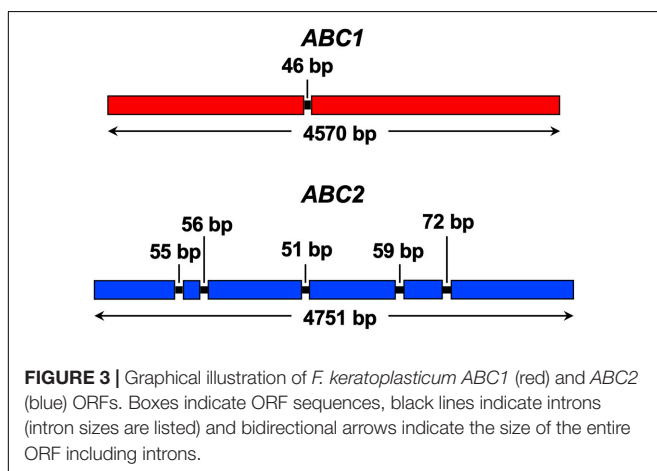 ABC1
46 bp
4570 bp
ABC2
56 bp
72 bp
55 bp
51 bp
59 bp
4751 bp
FIGURE 3 | Graphical illustration of F. keratoplasticum ABC1 (red) and ABC2
(blue) ORFs. Boxes indicate ORF sequences, black lines indicate introns
(intron sizes are listed) and bidirectional arrows indicate the size of the entire
ORF including introns.